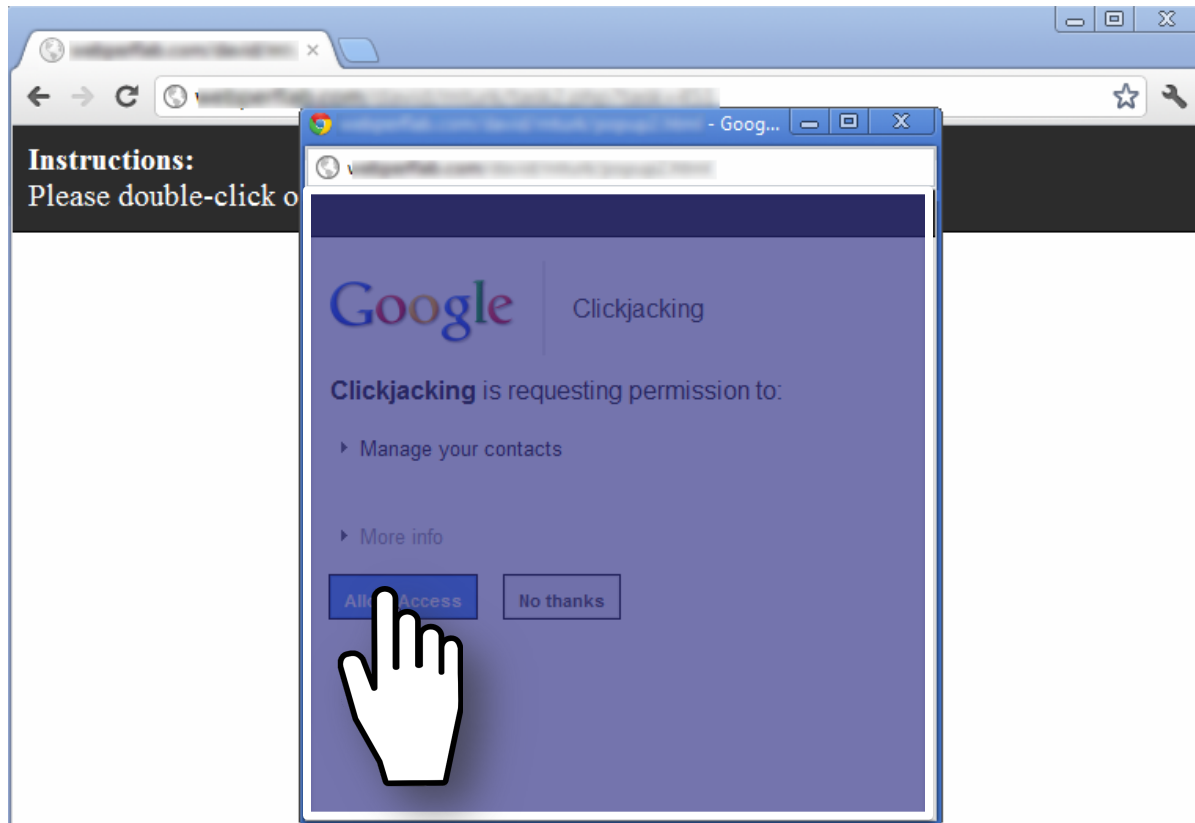 - Goog...
Instructions:
Please double-click o
Google
Clickjacking
Clickjacking is requesting permission to:
Manage your contacts
More info
Access
No thanks